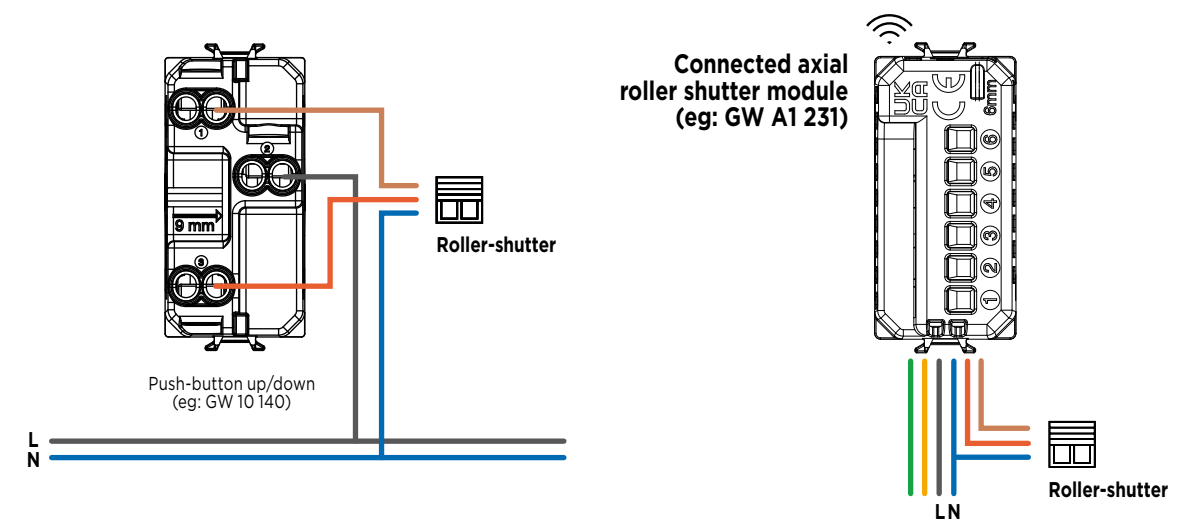 1
2
9 mm
3
Roller-shutter
Push-button up/down
(eg: GW 10 140)
L
N
Connected axial
roller shutter module
(eg: GW A1 231)
UK
CA
CE
6mm
6
5
4
3
2
1
L N
Roller-shutter